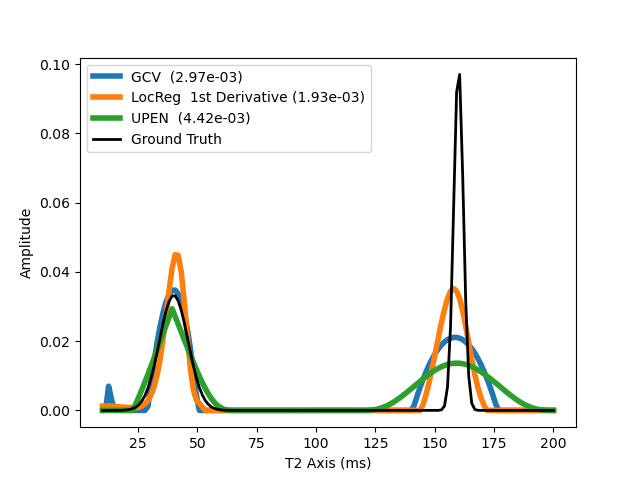 GCV  (2.97e-03)
LocReg  1st Derivative (1.93e-03)
UPEN  (4.42e-03)
Ground Truth
Amplitude
0.10
0.08
0.06
0.04
0.02
0.00
25 50 75 100 125 150 175 200
T2 Axis (ms)